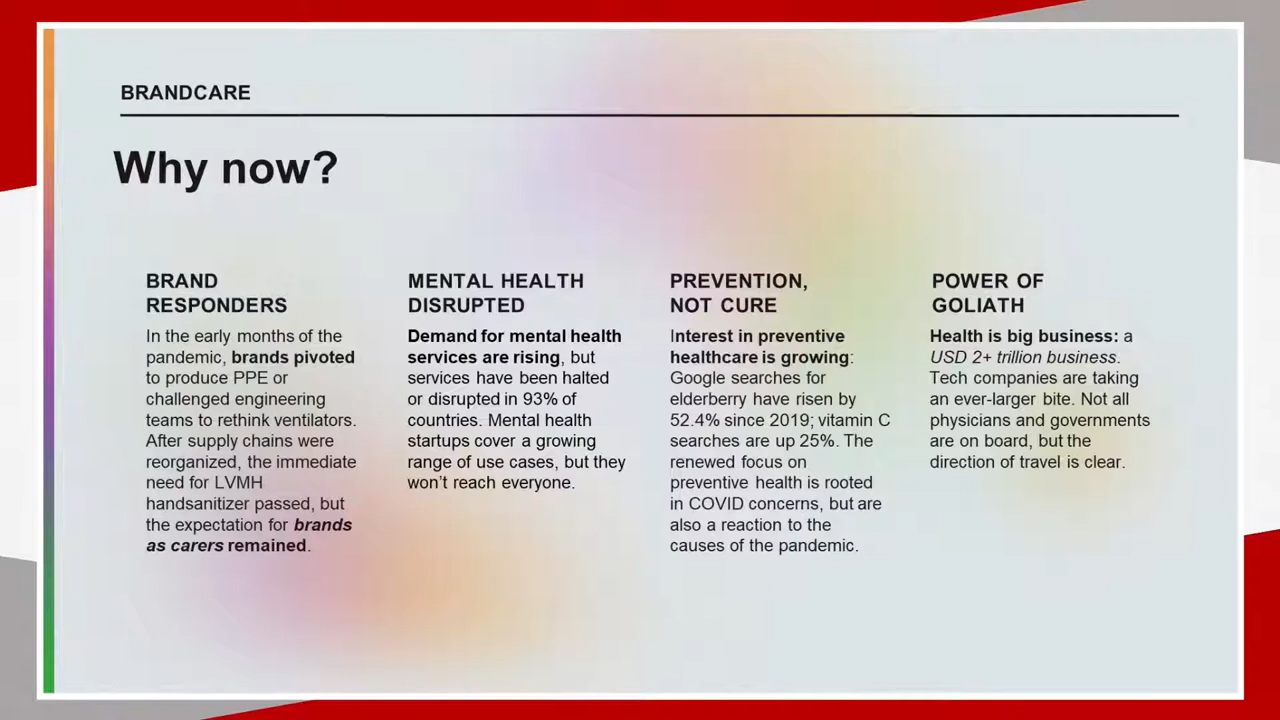 BRANDCARE
Why now?
BRAND
RESPONDERS
In the early months of the
pandemic, brands pivoted
to produce PPE or
challenged engineering
teams to rethink ventilators.
After supply chains were
reorganized, the immediate
need for LVMH
handsanitizer passed, but
the expectation for brands
as carers remained.
MENTAL HEALTH
DISRUPTED
Demand for mental health
services are rising, but
services have been halted
or disrupted in 93% of
countries. Mental health
startups cover a growing
range of use cases, but they
won’t reach everyone.
PREVENTION,
NOT CURE
Interest in preventive
healthcare is growing:
Google searches for
elderberry have risen by
52.4% since 2019; vitamin C
searches are up 25%. The
renewed focus on
preventive health is rooted
in COVID concerns, but are
also a reaction to the
causes of the pandemic.
POWER OF
GOLIATH
Health is big business: a
USD 2+ trillion business.
Tech companies are taking
an ever-larger bite. Not all
physicians and governments
are on board, but the
direction of travel is clear.